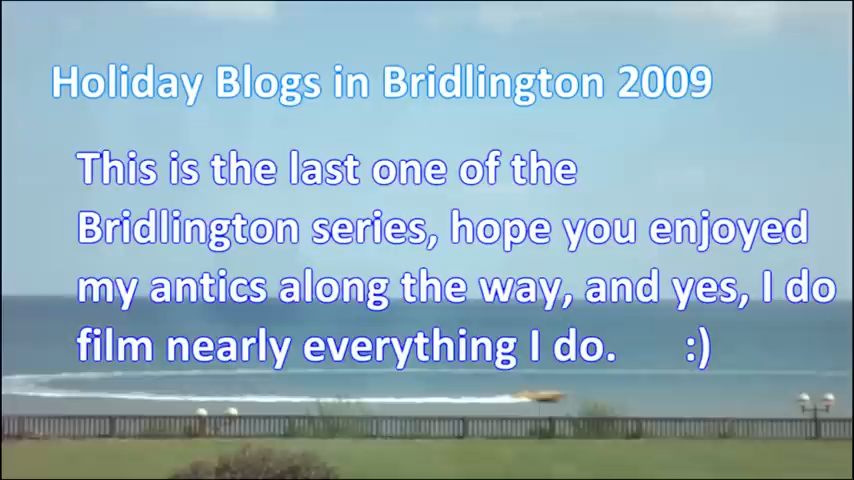 Holiday Blogs in Bridlington 2009
This is the last one of the
Bridlington series, hope you enjoyed
my antics along the way, and yes, I do
film nearly everything I do. :)